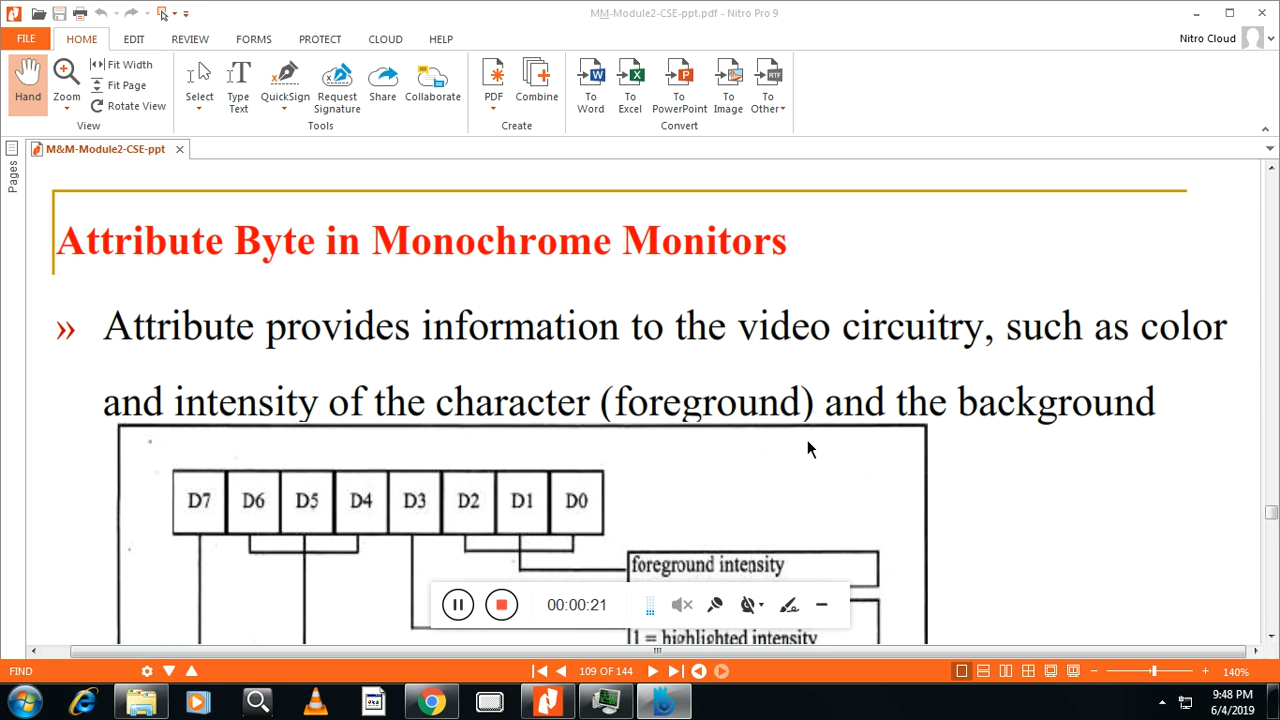 MM-Module2-CSE-ppt.pdf - Nitro Pro 9
FILE HOME EDIT REVIEW FORMS PROTECT CLOUD HELP Nitro Cloud
Hand
Zoom
Fit Width
Fit Page
Rotate View
View
Select
Type Text
QuickSign
Request Signature
Share
Collaborate
Tools
PDF
Combine
Create
To Word
To Excel
To PowerPoint
To Image
To Other
Convert
Pages
M&M-Module2-CSE-ppt
Attribute Byte in Monochrome Monitors
» Attribute provides information to the video circuitry, such as color
and intensity of the character (foreground) and the background
D7 D6 D5 D4 D3 D2 D1 D0
foreground intensity
00:00:21
1 = highlighted intensity
FIND 109 OF 144 140%
9:48 PM
6/4/2019